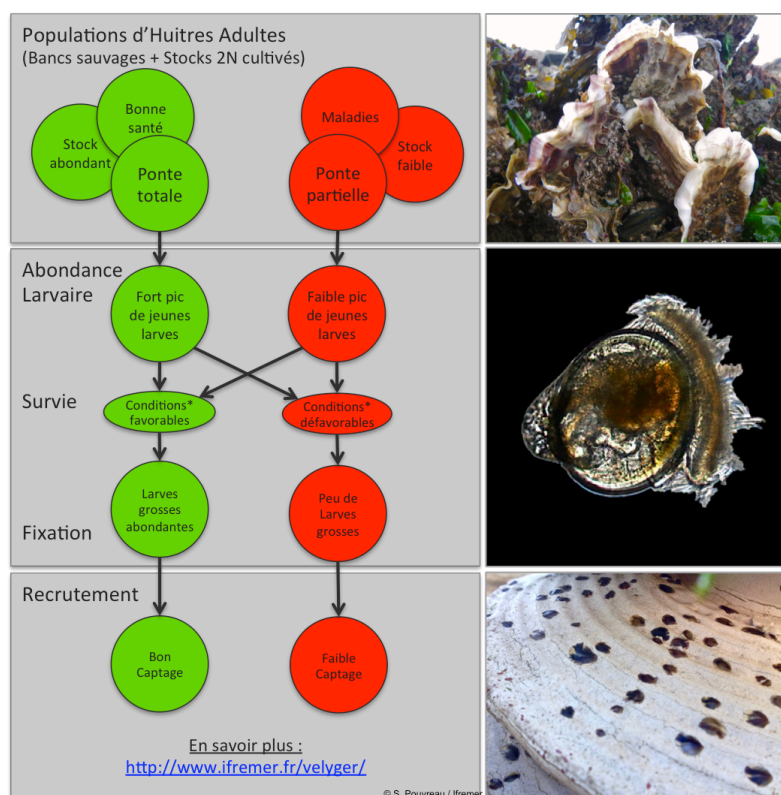 Populations d'Huitres Adultes
(Bancs sauvages + Stocks 2N cultivés)
Bonne
santé
Stock
abondant
Ponte
totale
Maladies
Stock
faible
Ponte
partielle
Abondance
Larvaire
Fort pic
de jeunes
larves
Faible pic
de jeunes
larves
Survie
Conditions*
favorables
Conditions*
défavorables
Larves
grosses
abondantes
Peu de
Larves
grosses
Fixation
Recrutement
Bon
Captage
Faible
Captage
En savoir plus :
http://www.ifremer.fr/velyger/
© S. Pouvreau / Ifremer